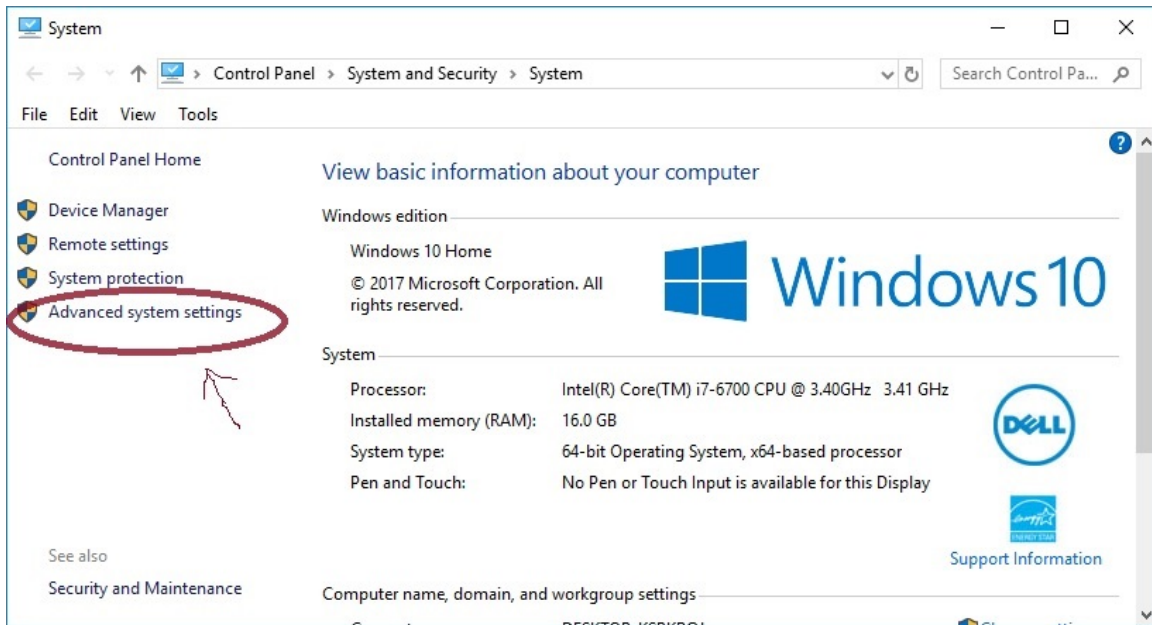 System
Control Panel > System and Security > System
Search Control Pa...
File Edit View Tools
Control Panel Home
Device Manager
Remote settings
System protection
Advanced system settings
See also
Security and Maintenance
?
View basic information about your computer
Windows edition
Windows 10 Home
© 2017 Microsoft Corporation. All
rights reserved.
Windows 10
System
Processor: Intel(R) Core(TM) i7-6700 CPU @ 3.40GHz 3.41 GHz
Installed memory (RAM): 16.0 GB
System type: 64-bit Operating System, x64-based processor
Pen and Touch: No Pen or Touch Input is available for this Display
DELL
energy
ENERGY STAR
Support Information
Computer name, domain, and workgroup settings